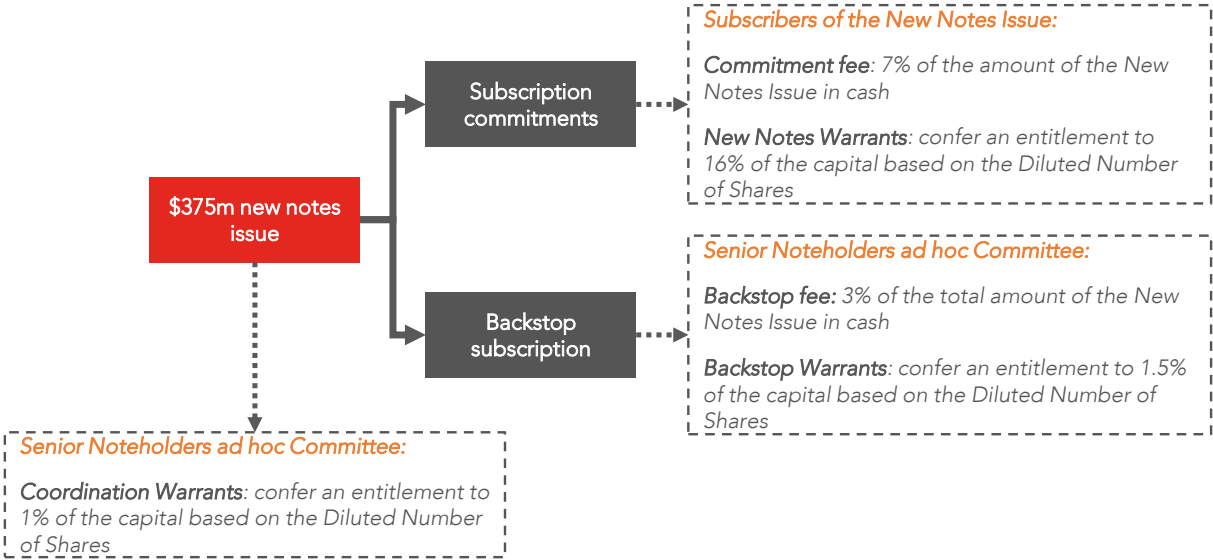 Subscribers of the New Notes Issue:
Commitment fee: 7% of the amount of the New
Notes Issue in cash
New Notes Warrants: confer an entitlement to
16% of the capital based on the Diluted Number
of Shares
Subscription
commitments
$375m new notes
issue
Senior Noteholders ad hoc Committee:
Backstop fee: 3% of the total amount of the New
Notes Issue in cash
Backstop Warrants: confer an entitlement to 1.5%
of the capital based on the Diluted Number of
Shares
Backstop
subscription
Senior Noteholders ad hoc Committee:
Coordination Warrants: confer an entitlement to
1% of the capital based on the Diluted Number
of Shares